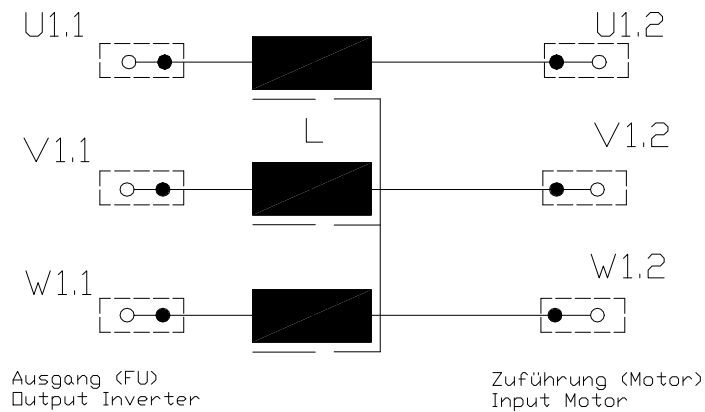 U1.1
U1.2
L
V1.1
V1.2
W1.1
W1.2
Ausgang (FU)
Output Inverter
Zuführung (Motor)
Input Motor